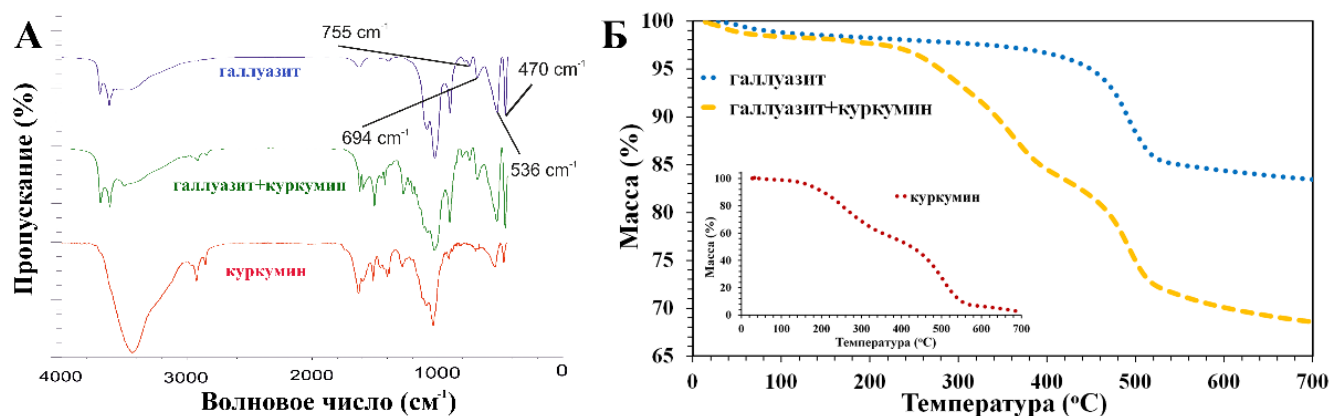 А
Пропускание (%)
755 cm⁻¹
470 cm⁻¹
галлуазит
694 cm⁻¹
536 cm⁻¹
галлуазит+куркумин
куркумин
4000 3000 2000 1000 0
Волновое число (см⁻¹)
Б
Масса (%)
100
95
90
85
80
75
70
65
галлуазит
галлуазит+куркумин
Масса (%)
100
80
60
40
20
0
куркумин
0 100 200 300 400 500 600 700
Температура (°C)
0 100 200 300 400 500 600 700
Температура (°C)